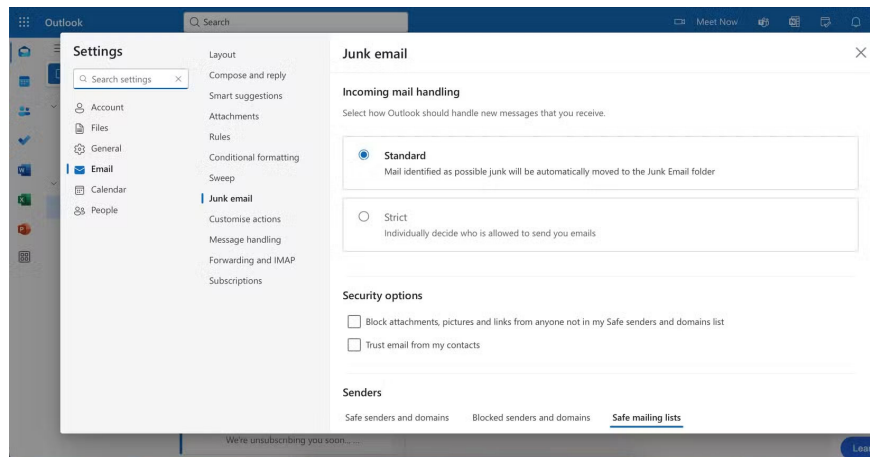 Outlook
Search
Meet Now
Settings
Search settings
Account
Files
General
Email
Calendar
People
Layout
Compose and reply
Smart suggestions
Attachments
Rules
Conditional formatting
Sweep
Junk email
Customise actions
Message handling
Forwarding and IMAP
Subscriptions
Junk email
Incoming mail handling
Select how Outlook should handle new messages that you receive.
Standard
Mail identified as possible junk will be automatically moved to the Junk Email folder
Strict
Individually decide who is allowed to send you emails
Security options
Block attachments, pictures and links from anyone not in my Safe senders and domains list
Trust email from my contacts
Senders
Safe senders and domains Blocked senders and domains Safe mailing lists
We're unsubscribing you soon... ...
Lea